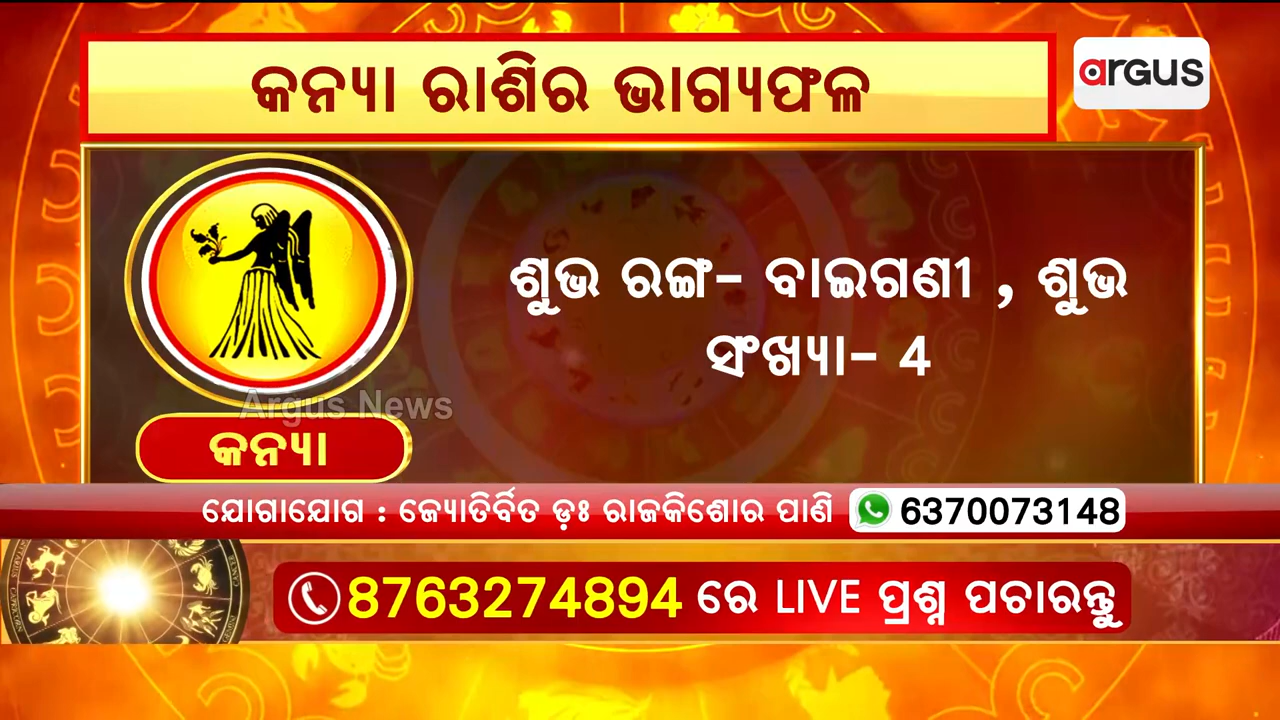 କନ୍ୟା ରାଶିର ଭାଗ୍ୟଫଳ
argus
ଶୁଭ ରଙ୍ଗ- ବାଇଗଣୀ , ଶୁଭ
ସଂଖ୍ୟା- 4
Argus News
କନ୍ୟା
ଯୋଗାଯୋଗ : ଜ୍ୟୋତିର୍ବିତ ଡ଼ଃ ରାଜକିଶୋର ପାଣି 6370073148
8763274894 ରେ LIVE ପ୍ରଶ୍ନ ପଚାରନ୍ତୁ